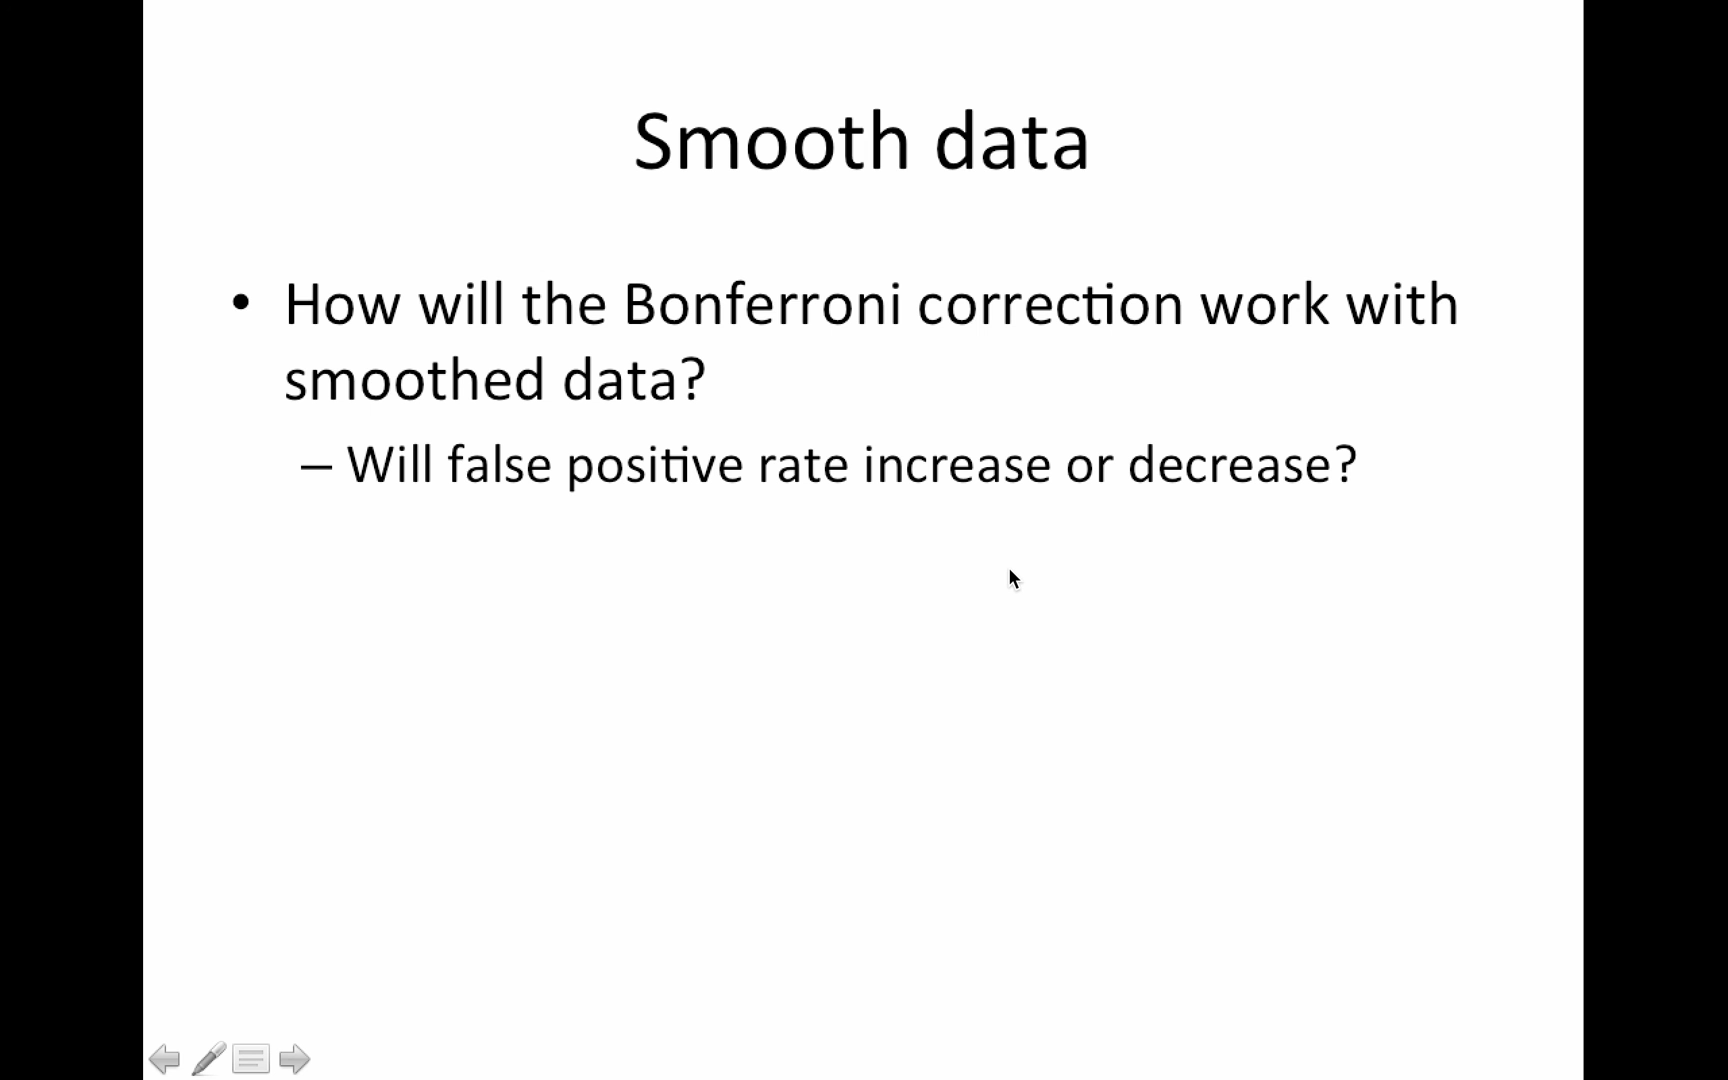 Smooth data
• How will the Bonferroni correction work with
smoothed data?
– Will false positive rate increase or decrease?